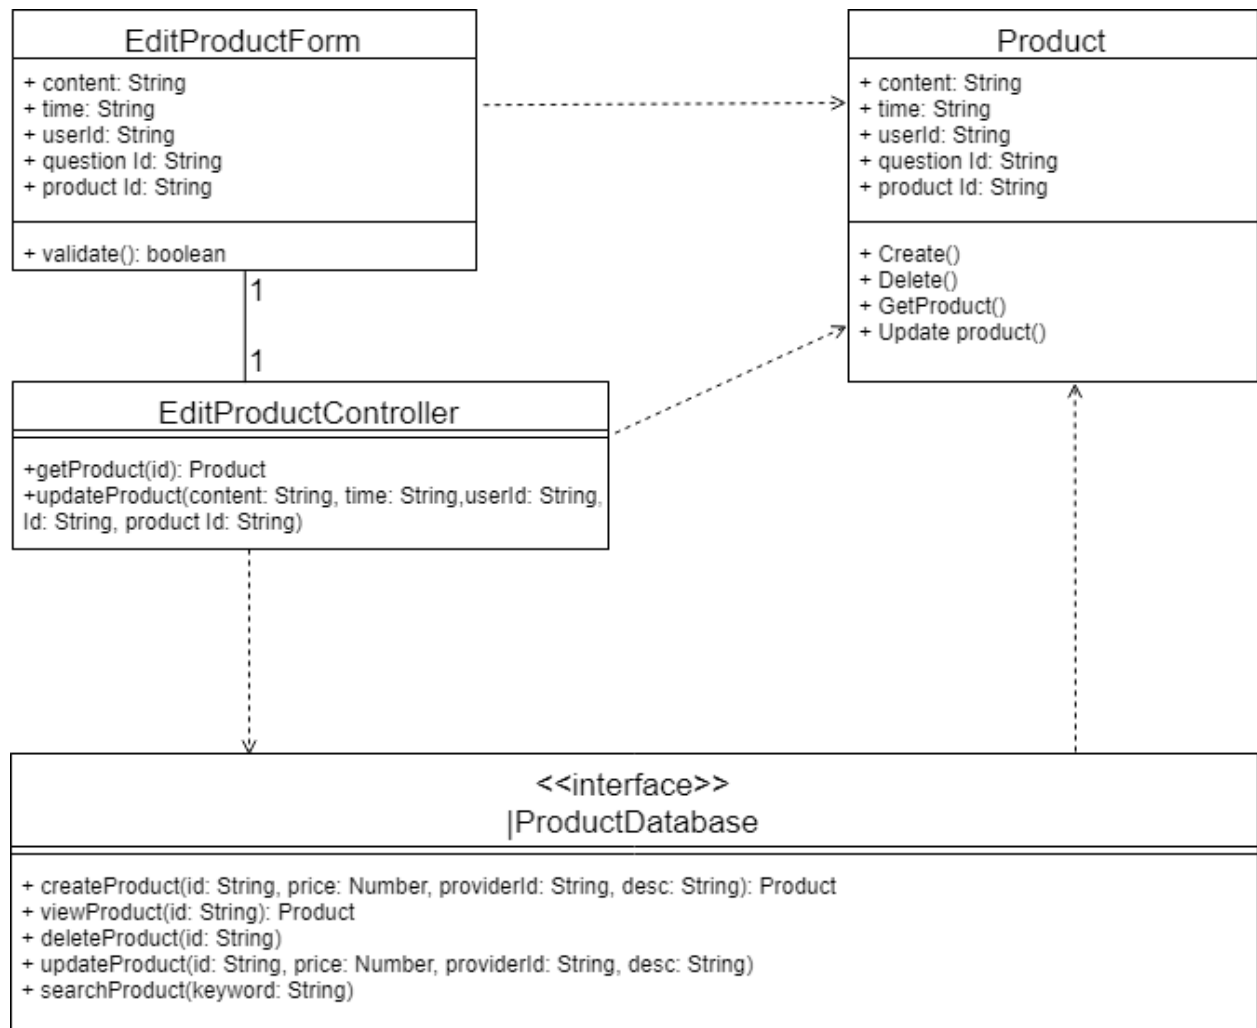 EditProductForm
+ content: String
+ time: String
+ userId: String
+ question Id: String
+ product Id: String
+ validate(): boolean
1
1
Product
+ content: String
+ time: String
+ userId: String
+ question Id: String
+ product Id: String
+ Create()
+ Delete()
+ GetProduct()
+ Update product()
EditProductController
+getProduct(id): Product
+updateProduct(content: String, time: String,userId: String,
Id: String, product Id: String)
<<interface>>
|ProductDatabase
+ createProduct(id: String, price: Number, providerId: String, desc: String): Product
+ viewProduct(id: String): Product
+ deleteProduct(id: String)
+ updateProduct(id: String, price: Number, providerId: String, desc: String)
+ searchProduct(keyword: String)